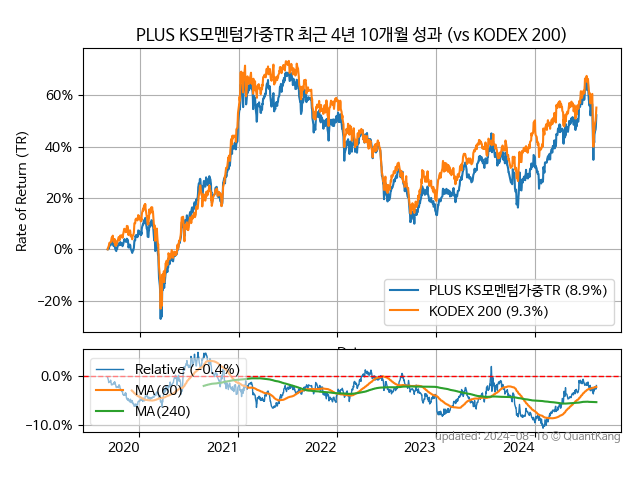 PLUS KS모멘텀가중TR 최근 4년 10개월 성과 (vs KODEX 200)
Rate of Return (TR)
60%
40%
20%
0%
−20%
PLUS KS모멘텀가중TR (8.9%)
KODEX 200 (9.3%)
0.0%
−10.0%
Relative (−0.4%)
MA(60)
MA(240)
2020
2021
2022
2023
2024
updated: 2024-08-16 © QuantKang